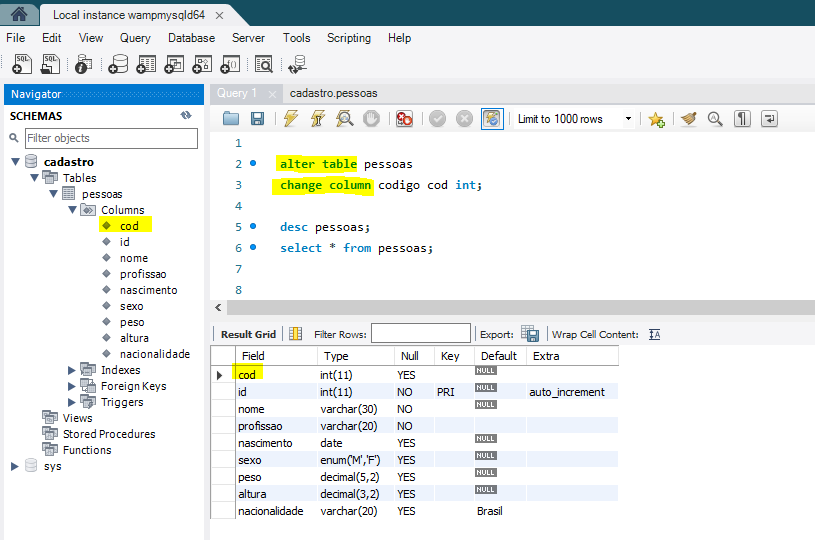 Local instance wampmysqld64
File Edit View Query Database Server Tools Scripting Help
Navigator
SCHEMAS
Filter objects
cadastro
Tables
pessoas
Columns
cod
id
nome
profissao
nascimento
sexo
peso
altura
nacionalidade
Indexes
Foreign Keys
Triggers
Views
Stored Procedures
Functions
sys
Query 1 cadastro.pessoas
Limit to 1000 rows
1
2 alter table pessoas
3 change column codigo cod int;
4
5 desc pessoas;
6 select * from pessoas;
7
8
Result Grid Filter Rows: Export: Wrap Cell Content:
Field Type Null Key Default Extra
cod int(11) YES NULL
id int(11) NO PRI NULL auto_increment
nome varchar(30) NO NULL
profissao varchar(20) NO
nascimento date YES NULL
sexo enum('M','F') YES NULL
peso decimal(5,2) YES NULL
altura decimal(3,2) YES NULL
nacionalidade varchar(20) YES Brasil